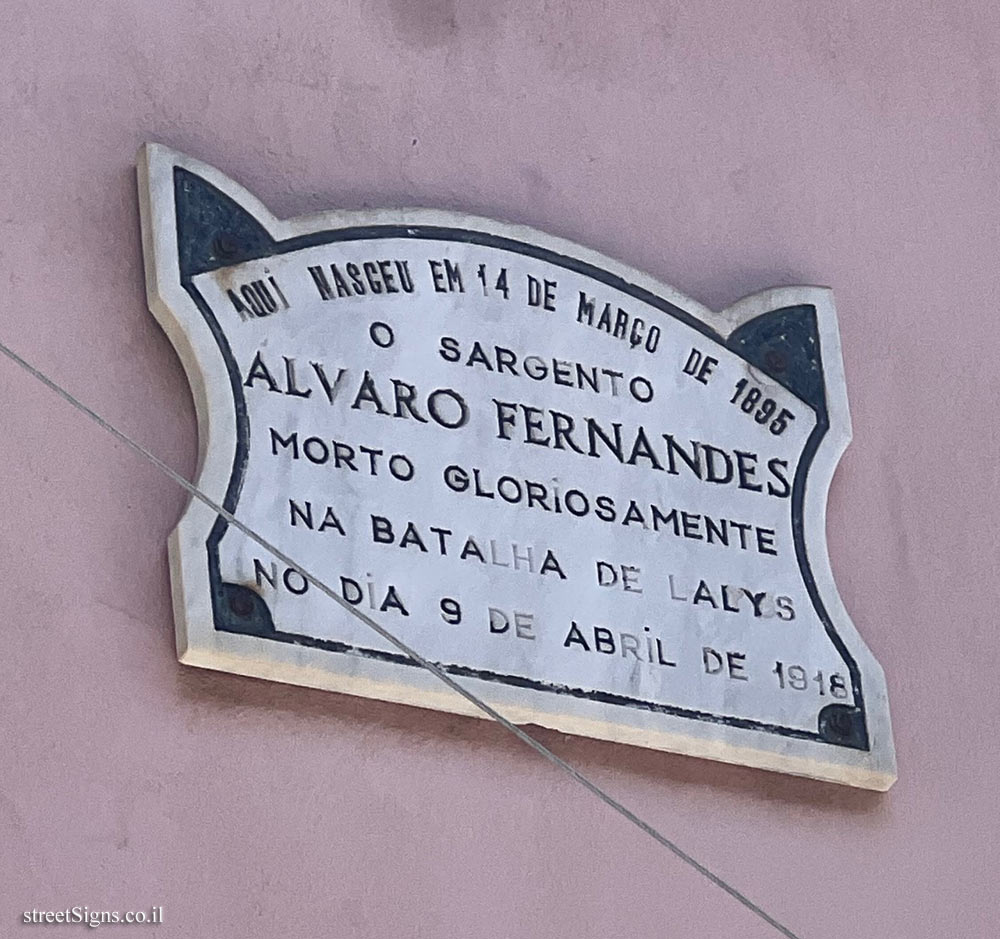 AQUI NASCEU EM 14 DE MARÇO DE 1895
O SARGENTO
ÁLVARO FERNANDES
MORTO GLORIOSAMENTE
NA BATALHA DE LALYS
NO DIA 9 DE ABRIL DE 1918
streetSigns.co.il